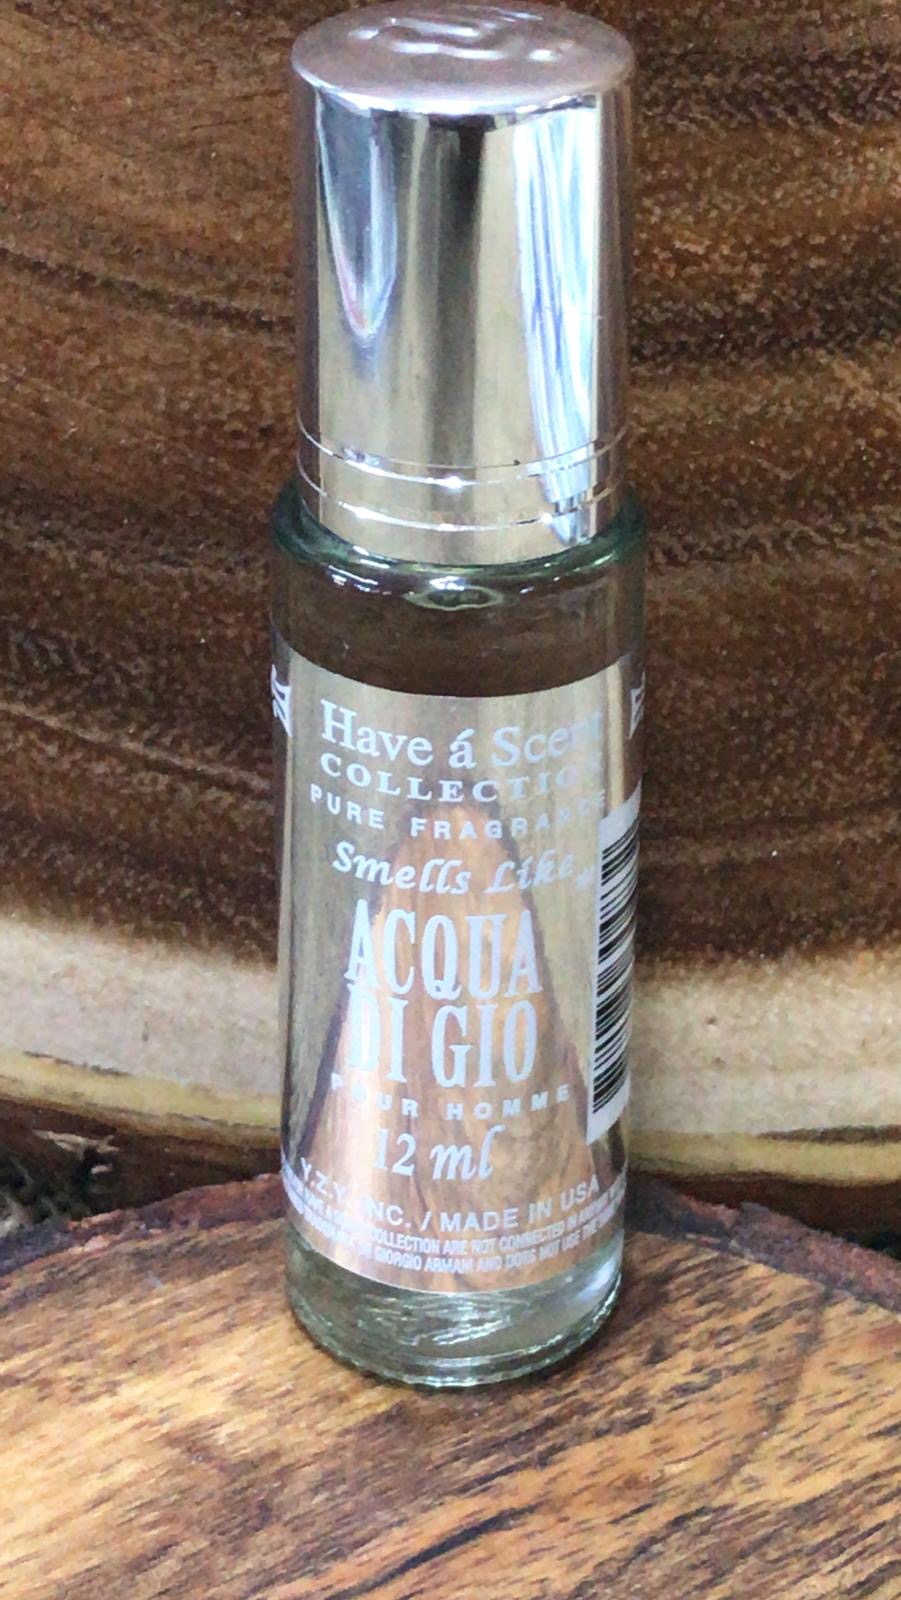 Have á Scent
COLLECTION
PURE FRAGRANCE
Smells Like*
ACQUA
DI GIO
POUR HOMME
12 ml
Y.Z.Y. INC. / MADE IN USA
COLLECTION ARE NOT CONNECTED IN
GIORGIO ARMANI AND DOES NOT USE THE